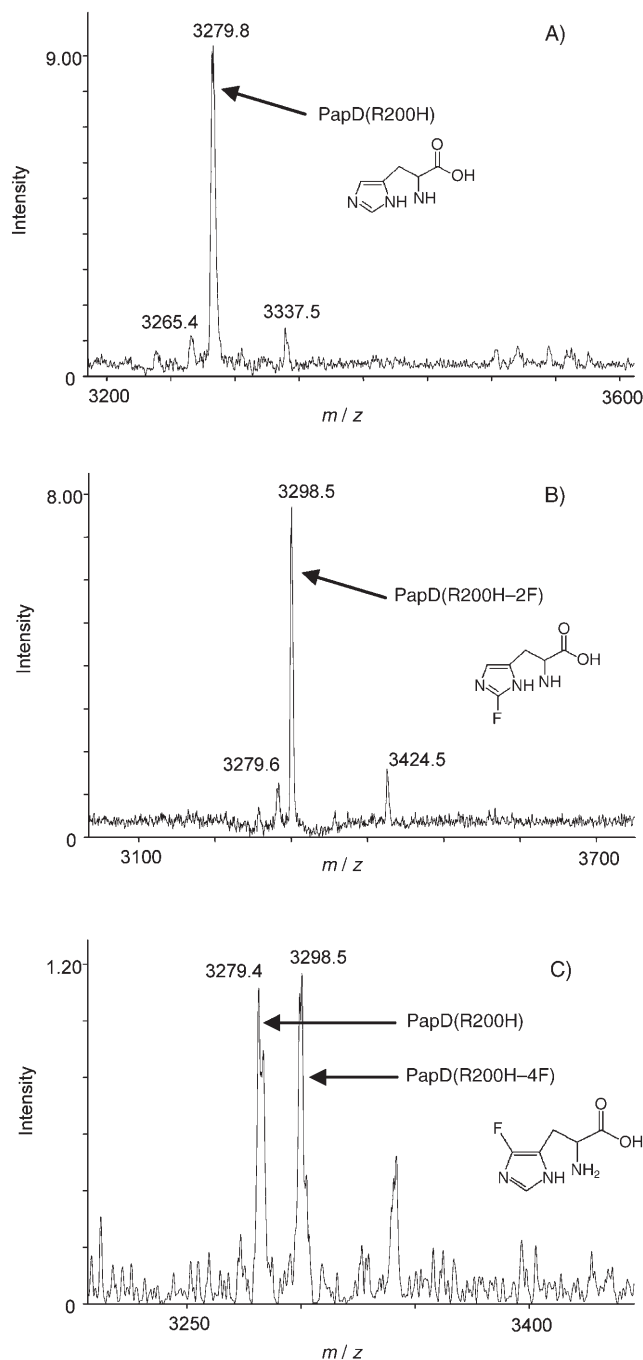 3279.8
A)
9.00
PapD(R200H)
O
OH
N
NH
NH
Intensity
3265.4
3337.5
0
3200
3600
m / z
8.00
3298.5
B)
PapD(R200H–2F)
O
OH
N
NH
NH
F
Intensity
3279.6
3424.5
0
3100
3700
m / z
1.20
3279.4
3298.5
C)
PapD(R200H)
PapD(R200H–4F)
F
O
OH
N
NH
NH2
Intensity
0
3250
3400
m / z